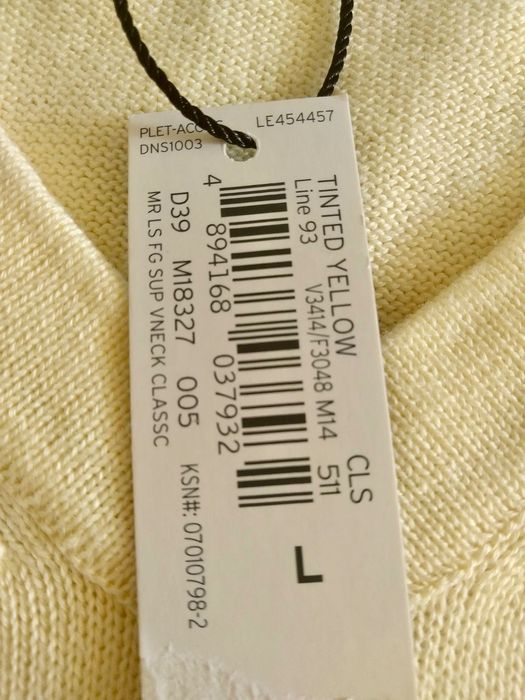 LE454457
DNS1003
TINTED YELLOW CLS
Line 93 V3414/F3048 M14 511
L
4 894168 037932
D39 M18327 005 KSN#: 07010798-2
MR LS FG SUP VNECK CLASSC